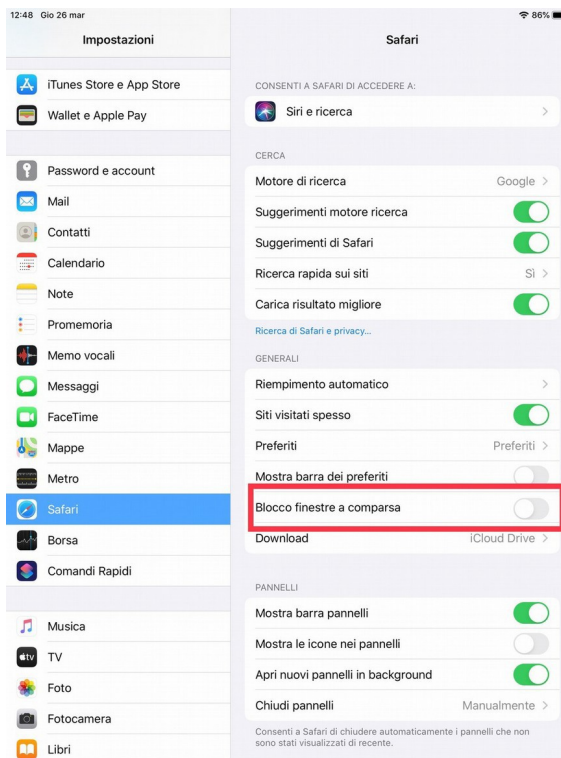 12:48 Gio 26 mar
86%
Impostazioni
iTunes Store e App Store
Wallet e Apple Pay
Password e account
Mail
Contatti
Calendario
Note
Promemoria
Memo vocali
Messaggi
FaceTime
Mappe
Metro
Safari
Borsa
Comandi Rapidi
Musica
tv TV
Foto
Fotocamera
Libri
Safari
CONSENTI A SAFARI DI ACCEDERE A:
Siri e ricerca
CERCA
Motore di ricerca Google
Suggerimenti motore ricerca
Suggerimenti di Safari
Ricerca rapida sui siti Sì
Carica risultato migliore
Ricerca di Safari e privacy...
GENERALI
Riempimento automatico
Siti visitati spesso
Preferiti Preferiti
Mostra barra dei preferiti
Blocco finestre a comparsa
Download iCloud Drive
PANNELLI
Mostra barra pannelli
Mostra le icone nei pannelli
Apri nuovi pannelli in background
Chiudi pannelli Manualmente
Consenti a Safari di chiudere automaticamente i pannelli che non
sono stati visualizzati di recente.